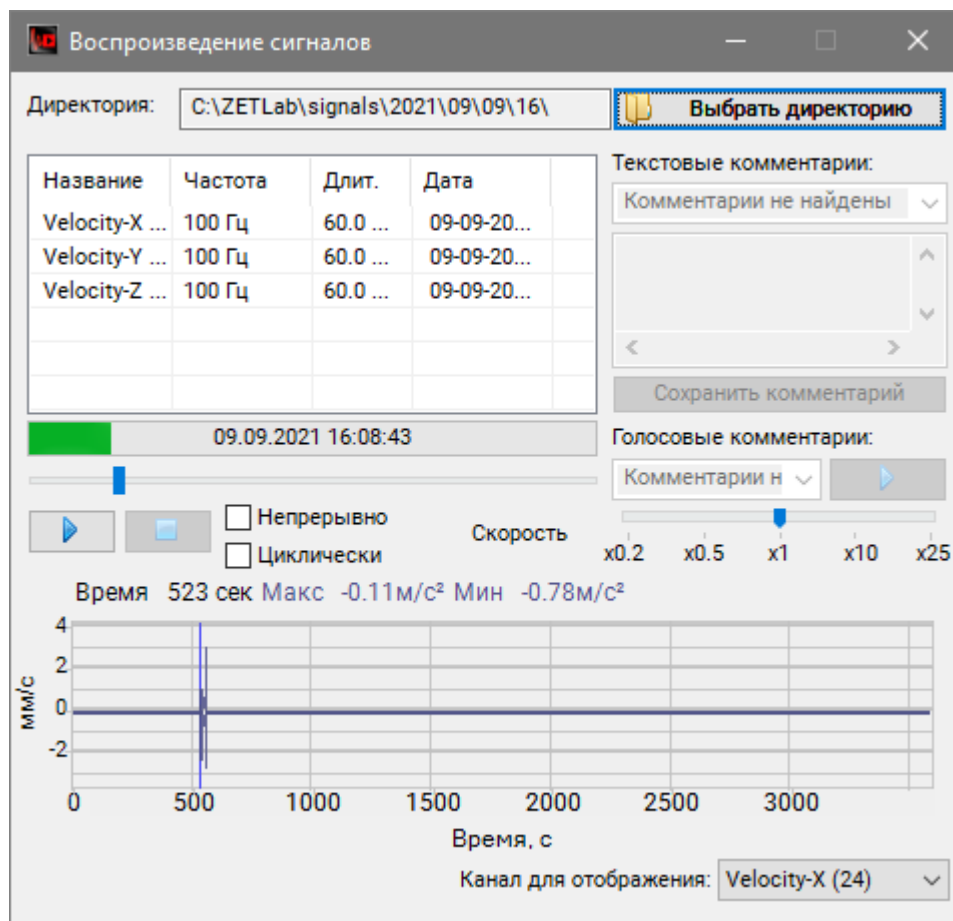 Воспроизведение сигналов
Директория: C:\ZETLab\signals\2021\09\09\16\ Выбрать директорию
Название Частота Длит. Дата
Velocity-X ... 100 Гц 60.0 ... 09-09-20...
Velocity-Y ... 100 Гц 60.0 ... 09-09-20...
Velocity-Z ... 100 Гц 60.0 ... 09-09-20...
Текстовые комментарии:
Комментарии не найдены
Сохранить комментарий
09.09.2021 16:08:43
Голосовые комментарии:
Комментарии н
Непрерывно
Циклически
Скорость
x0.2 x0.5 x1 x10 x25
Время 523 сек Макс -0.11м/с² Мин -0.78м/с²
мм/с
4
2
0
-2
0 500 1000 1500 2000 2500 3000
Время, с
Канал для отображения: Velocity-X (24)